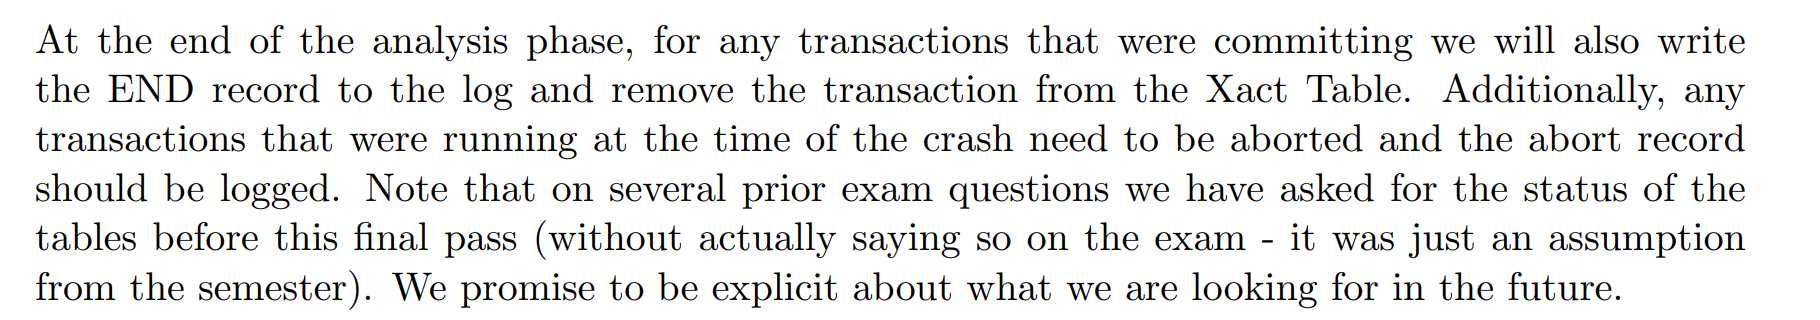 At the end of the analysis phase, for any transactions that were committing we will also write
the END record to the log and remove the transaction from the Xact Table. Additionally, any
transactions that were running at the time of the crash need to be aborted and the abort record
should be logged. Note that on several prior exam questions we have asked for the status of the
tables before this final pass (without actually saying so on the exam - it was just an assumption
from the semester). We promise to be explicit about what we are looking for in the future.